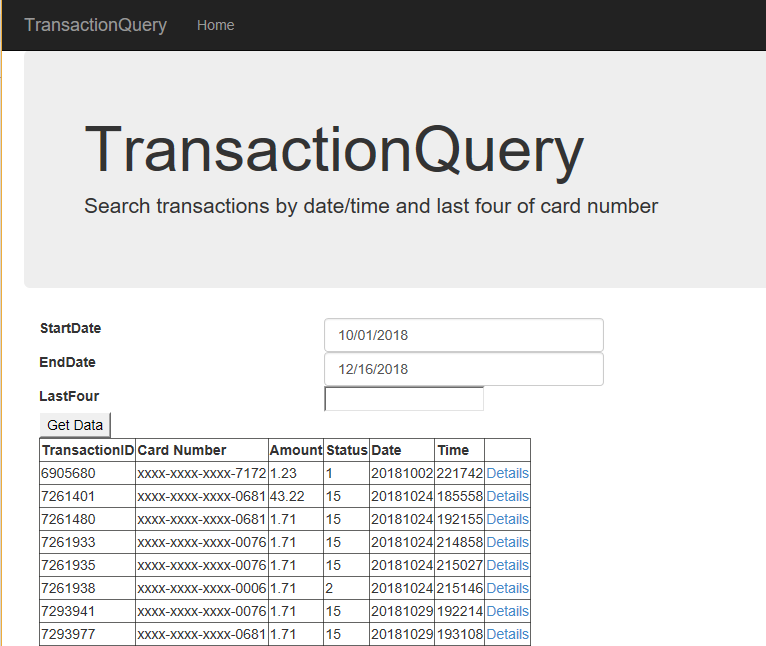 TransactionQuery Home
TransactionQuery
Search transactions by date/time and last four of card number
StartDate 10/01/2018
EndDate 12/16/2018
LastFour
Get Data
TransactionID Card Number Amount Status Date Time
6905680 xxxx-xxxx-xxxx-7172 1.23 1 20181002 221742 Details
7261401 xxxx-xxxx-xxxx-0681 43.22 15 20181024 185558 Details
7261480 xxxx-xxxx-xxxx-0681 1.71 15 20181024 192155 Details
7261933 xxxx-xxxx-xxxx-0076 1.71 15 20181024 214858 Details
7261935 xxxx-xxxx-xxxx-0076 1.71 15 20181024 215027 Details
7261938 xxxx-xxxx-xxxx-0006 1.71 2 20181024 215146 Details
7293941 xxxx-xxxx-xxxx-0076 1.71 15 20181029 192214 Details
7293977 xxxx-xxxx-xxxx-0681 1.71 15 20181029 193108 Details